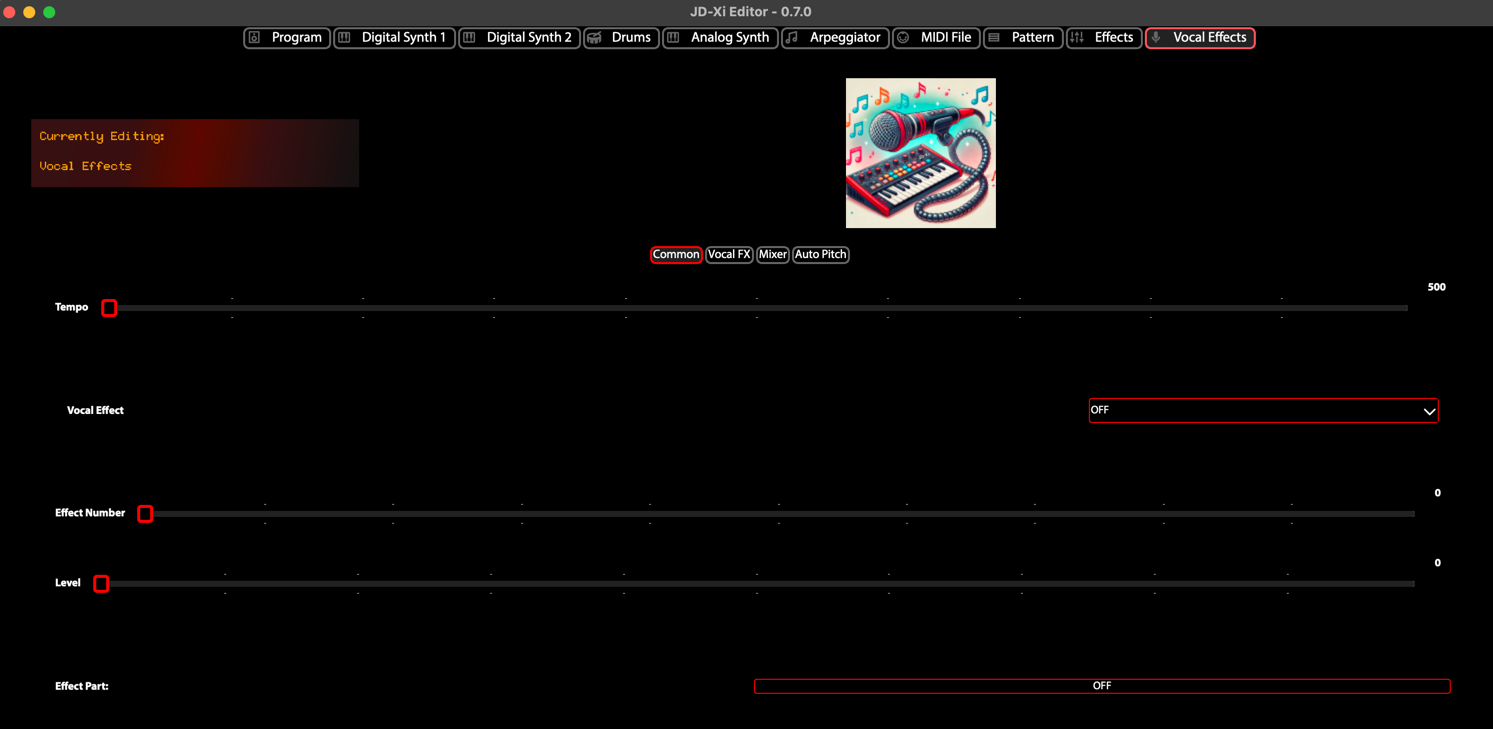 JD-Xi Editor - 0.7.0
Program Digital Synth 1 Digital Synth 2 Drums Analog Synth Arpeggiator MIDI File Pattern Effects Vocal Effects
Currently Editing:
Vocal Effects
Common Vocal FX Mixer Auto Pitch
500
Tempo
Vocal Effect OFF
0
Effect Number
0
Level
Effect Part: OFF